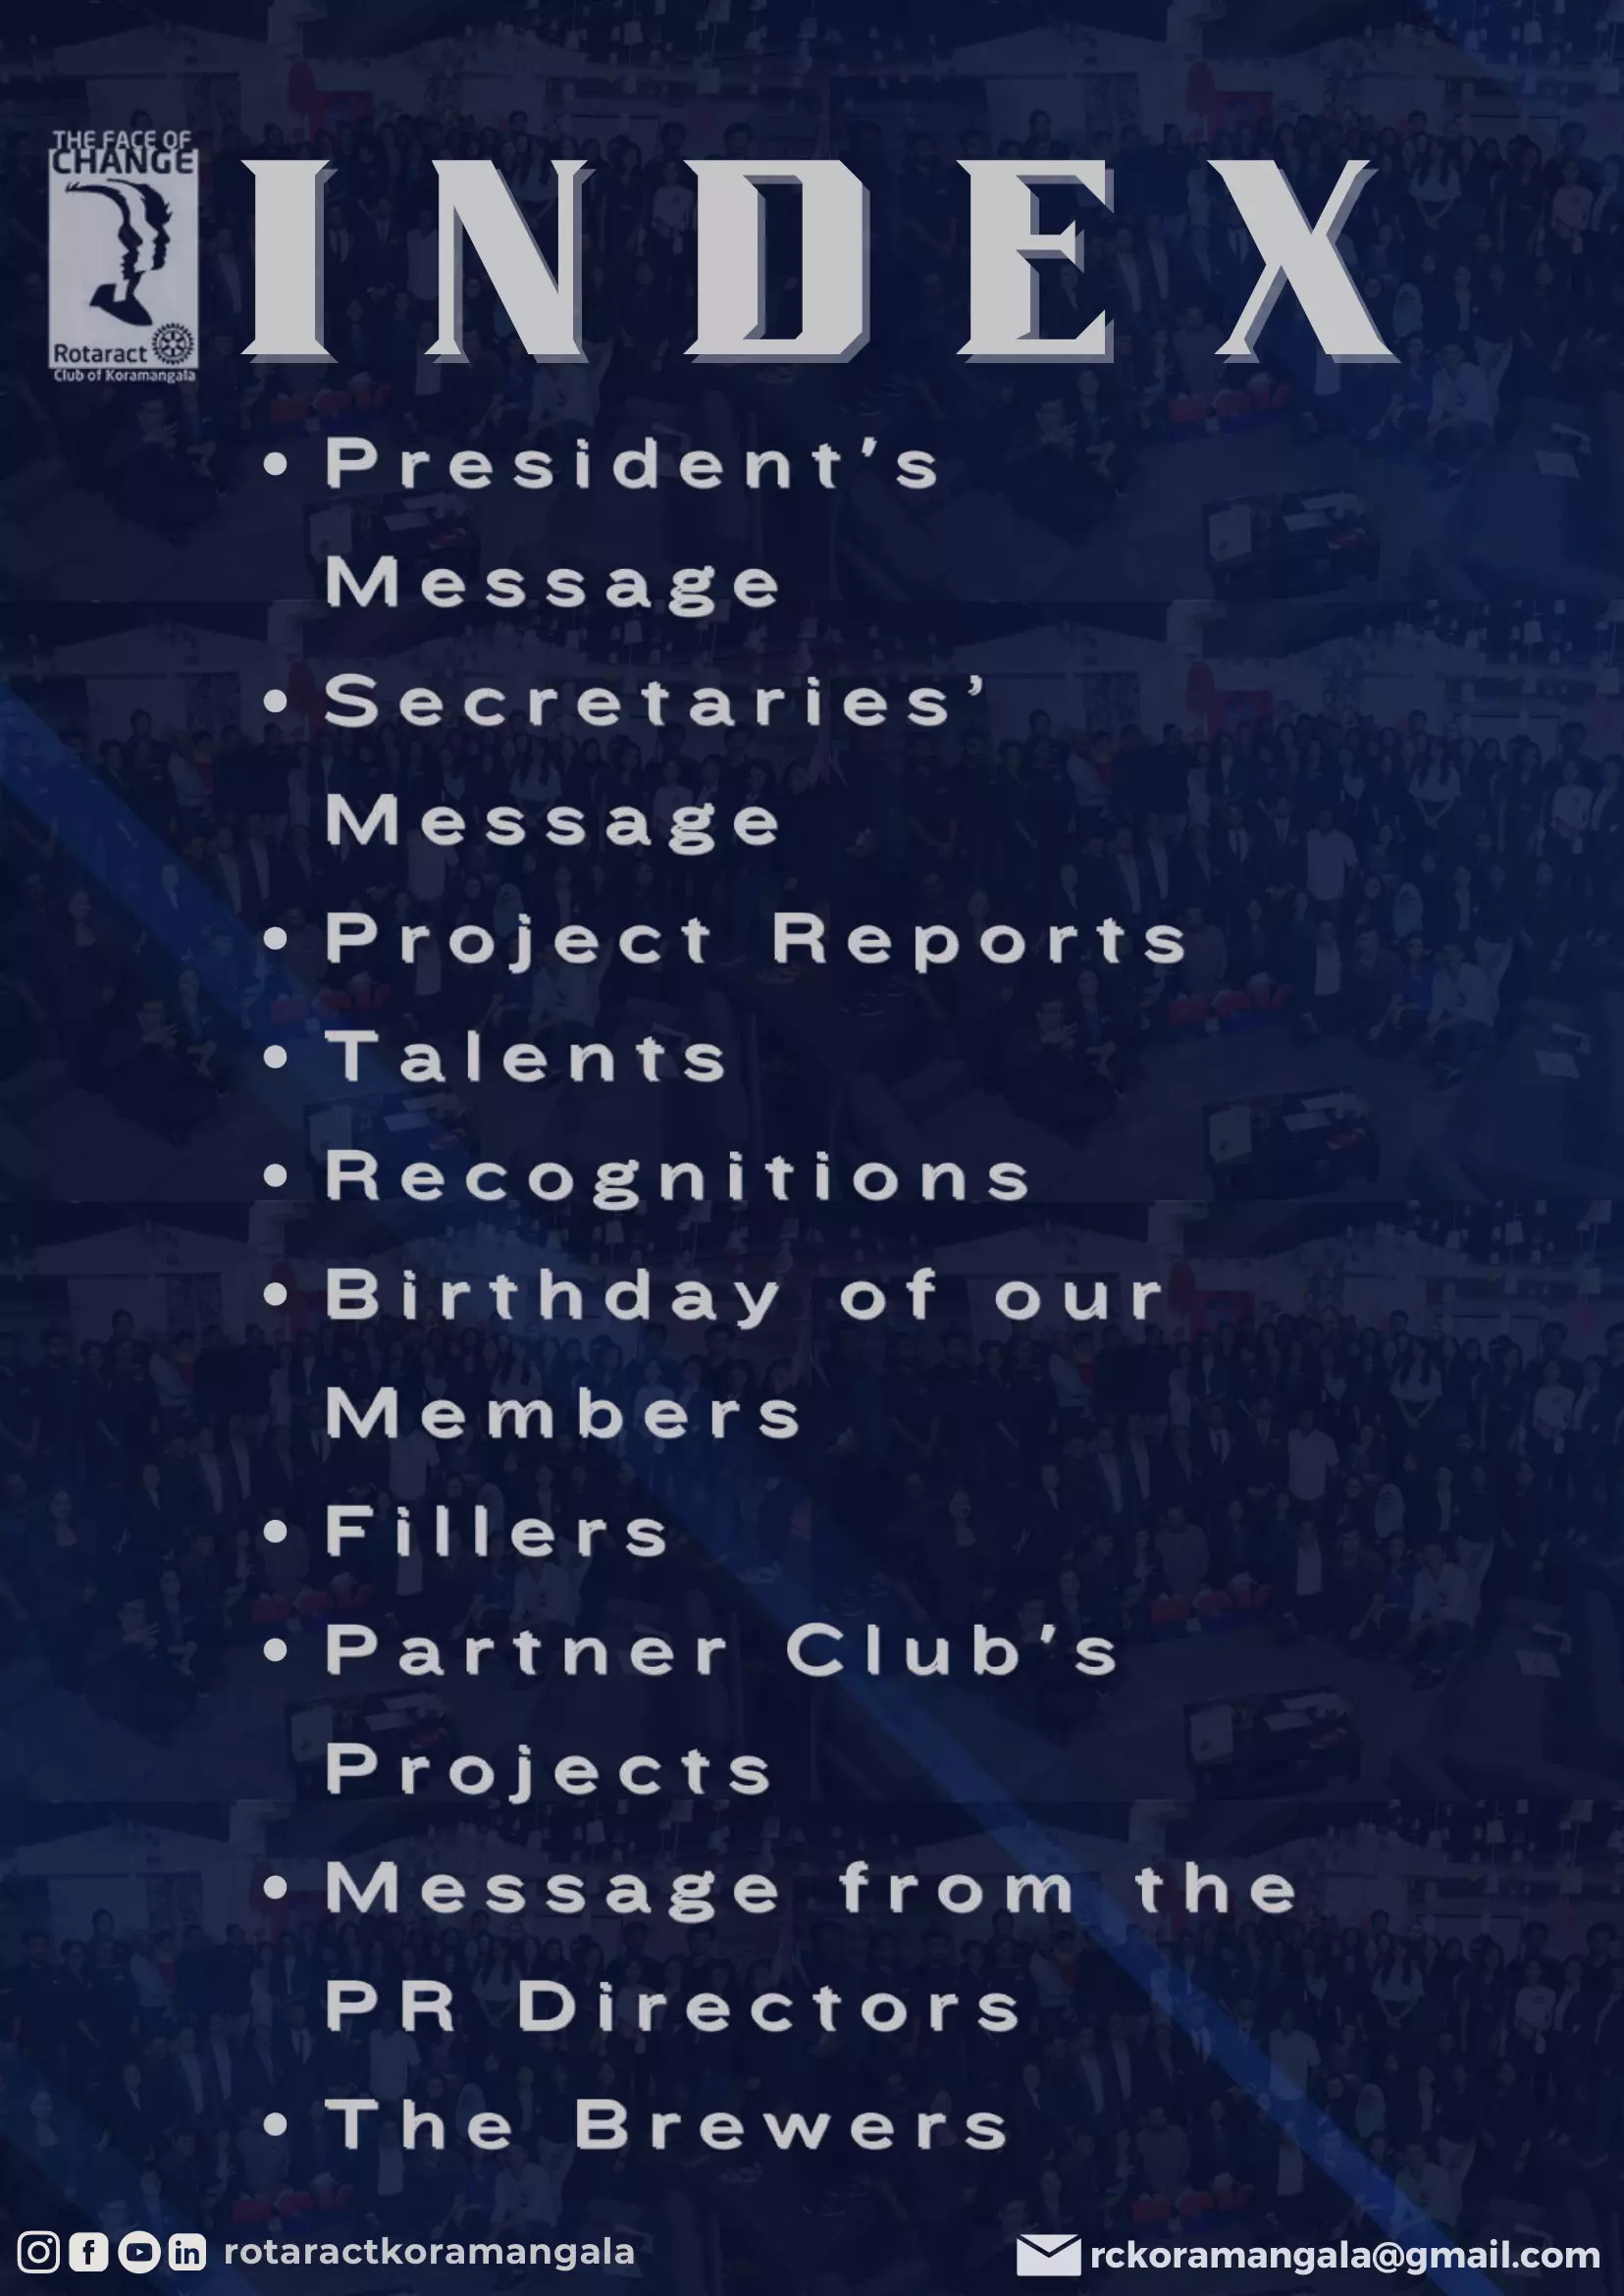 THE FACE OF
CHANGE
Rotaract
Club of Koramangala
INDEX
• President's
Message
• Secretaries’
Message
• Project Reports
• Talents
• Recognitions
• Birthday of our
Members
• Fillers
• Partner Club's
Projects
• Message from the
PR Directors
• The Brewers
rotaractkoramangala
rckoramangala@gmail.com